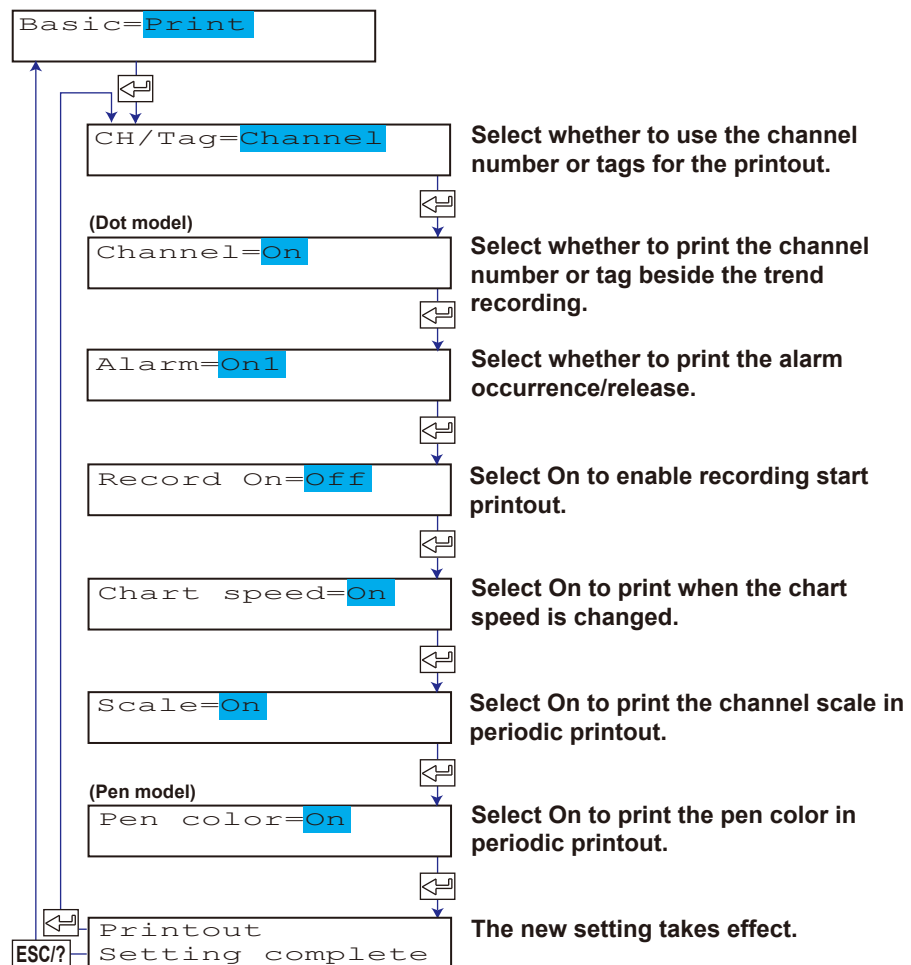 Basic=Print
CH/Tag=Channel
Select whether to use the channel
number or tags for the printout.
(Dot model)
Channel=On
Select whether to print the channel
number or tag beside the trend
recording.
Alarm=On1
Select whether to print the alarm
occurrence/release.
Record On=Off
Select On to enable recording start
printout.
Chart speed=On
Select On to print when the chart
speed is changed.
Scale=On
Select On to print the channel scale in
periodic printout.
(Pen model)
Pen color=On
Select On to print the pen color in
periodic printout.
Printout
Setting complete
The new setting takes effect.
ESC/?